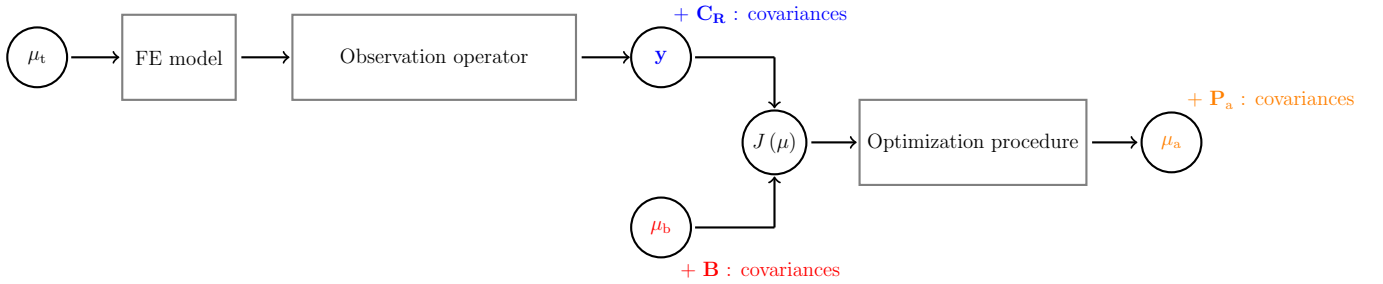 + C_R : covariances
μ_t
FE model
Observation operator
y
+ P_a : covariances
J (μ)
Optimization procedure
μ_a
μ_b
+ B : covariances